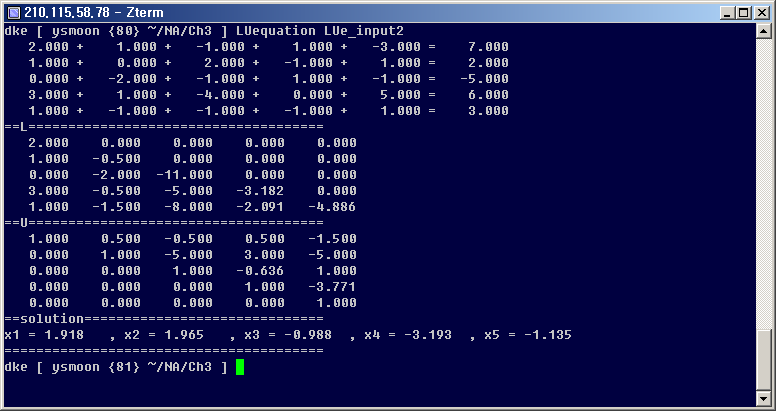 210.115.58.78 - Zterm
dke [ ysmoon {80} ~/NA/Ch3 ] LUequation LUe_input2
2.000 + 1.000 + -1.000 + 1.000 + -3.000 = 7.000
1.000 + 0.000 + 2.000 + -1.000 + 1.000 = 2.000
0.000 + -2.000 + -1.000 + 1.000 + -1.000 = -5.000
3.000 + 1.000 + -4.000 + 0.000 + 5.000 = 6.000
1.000 + -1.000 + -1.000 + -1.000 + 1.000 = 3.000
==L==================================
2.000 0.000 0.000 0.000 0.000
1.000 -0.500 0.000 0.000 0.000
0.000 -2.000 -11.000 0.000 0.000
3.000 -0.500 -5.000 -3.182 0.000
1.000 -1.500 -8.000 -2.091 -4.886
==U==================================
1.000 0.500 -0.500 0.500 -1.500
0.000 1.000 -5.000 3.000 -5.000
0.000 0.000 1.000 -0.636 1.000
0.000 0.000 0.000 1.000 -3.771
0.000 0.000 0.000 0.000 1.000
==solution===========================
x1 = 1.918 , x2 = 1.965 , x3 = -0.988 , x4 = -3.193 , x5 = -1.135
=====================================
dke [ ysmoon {81} ~/NA/Ch3 ]